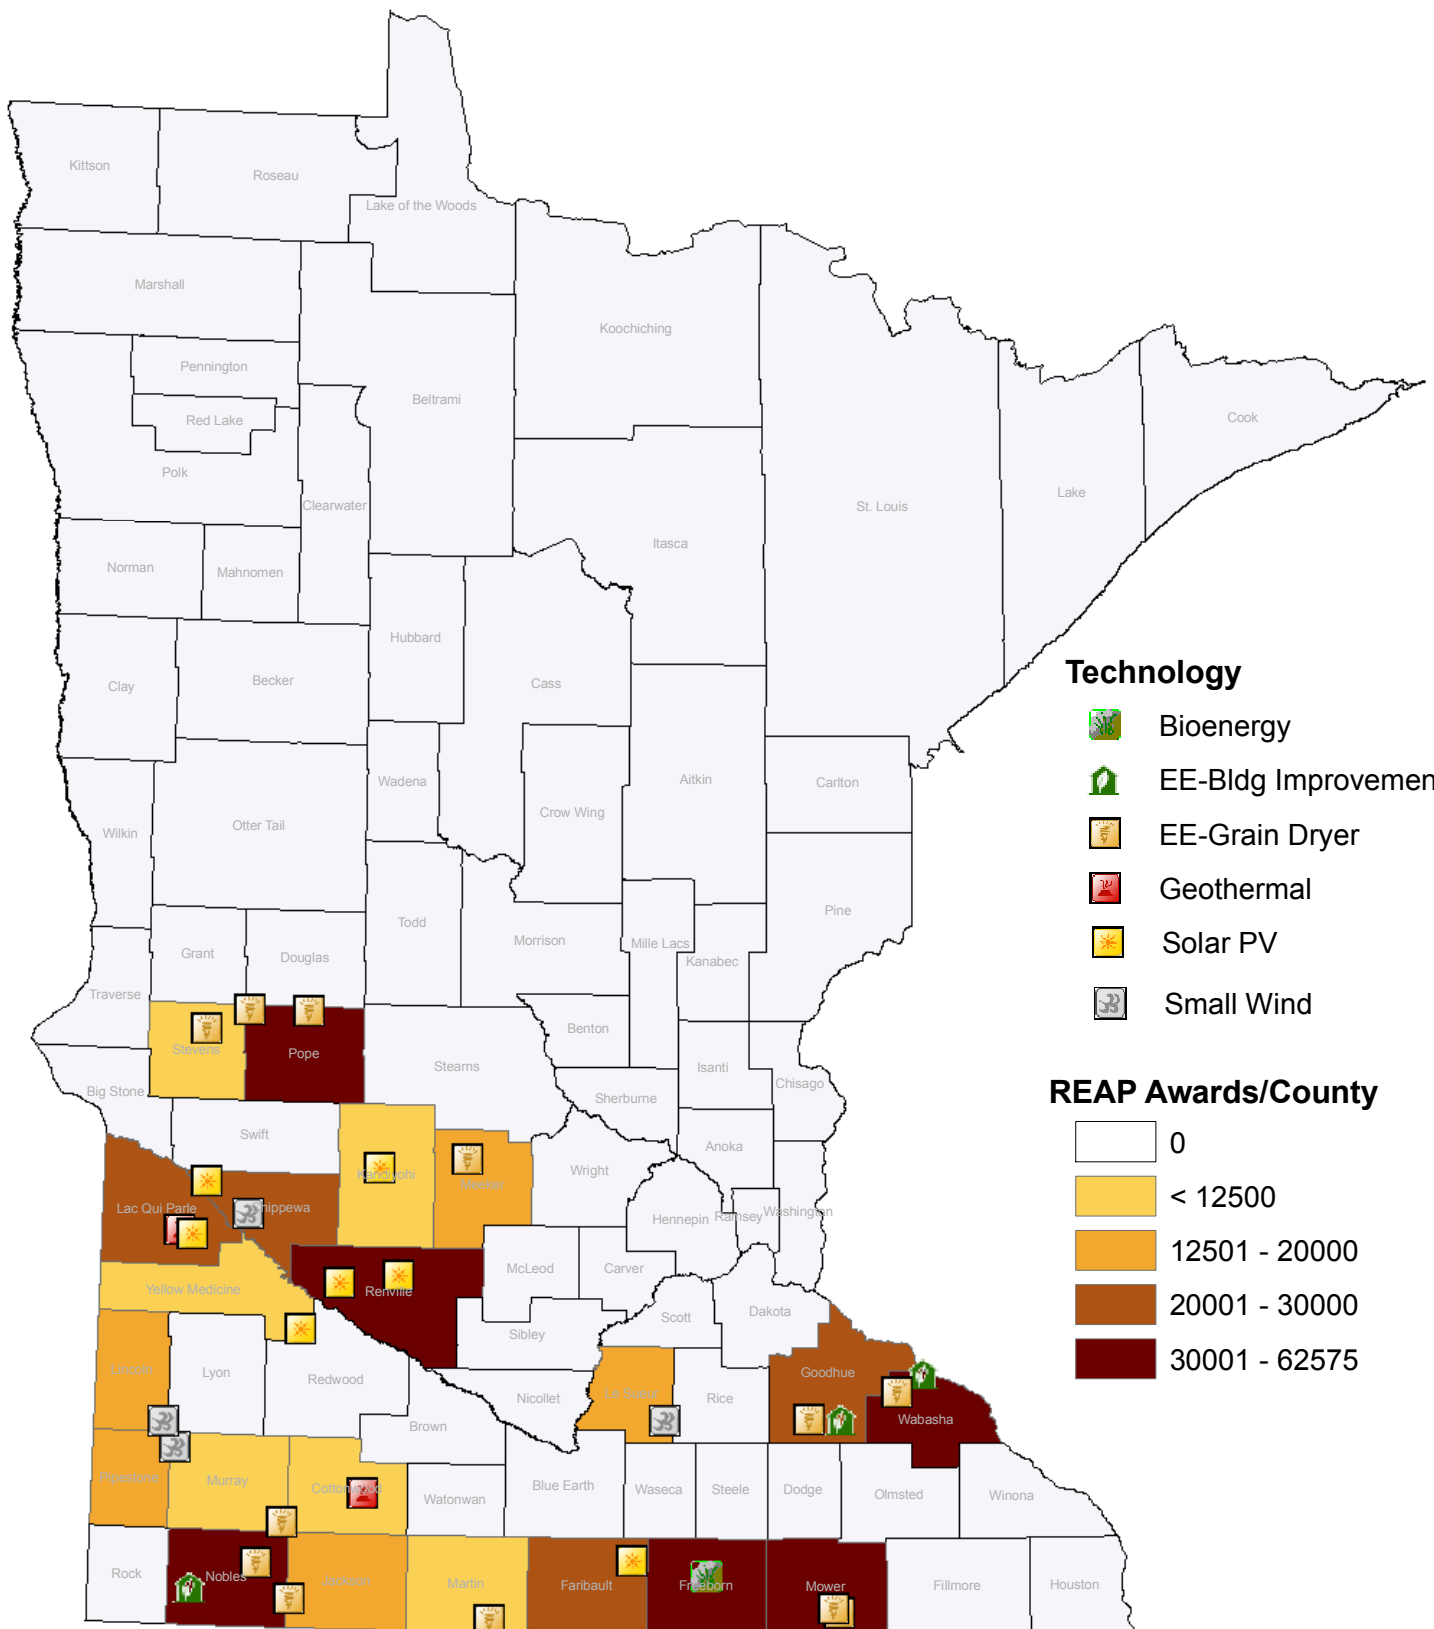 Kittson
Roseau
Lake of the Woods
Marshall
Koochiching
Pennington
Beltrami
Red Lake
Cook
Polk
Lake
Clearwater
St. Louis
Itasca
Norman
Mahnomen
Hubbard
Becker
Cass
Clay
Technology
Bioenergy
EE-Bldg Improvemen
EE-Grain Dryer
Geothermal
Solar PV
Small Wind
Wadena
Aitkin
Carlton
Crow Wing
Otter Tail
Wilkin
Pine
Todd
Morrison
Mille Lacs
Grant
Douglas
Kanabec
Traverse
Benton
Stevens
Pope
Stearns
Isanti
Chisago
Big Stone
Sherburne
REAP Awards/County
0
< 12500
12501 - 20000
20001 - 30000
30001 - 62575
Swift
Anoka
Wright
Kandiyohi
Meeker
Lac Qui Parle
Chippewa
Hennepin
Ramsey
Washington
McLeod
Carver
Yellow Medicine
Renville
Dakota
Scott
Sibley
Lincoln
Lyon
Redwood
Goodhue
Le Sueur
Nicollet
Rice
Wabasha
Brown
Pipestone
Murray
Cottonwood
Blue Earth
Waseca
Steele
Dodge
Olmsted
Winona
Watonwan
Rock
Nobles
Jackson
Martin
Faribault
Freeborn
Mower
Fillmore
Houston